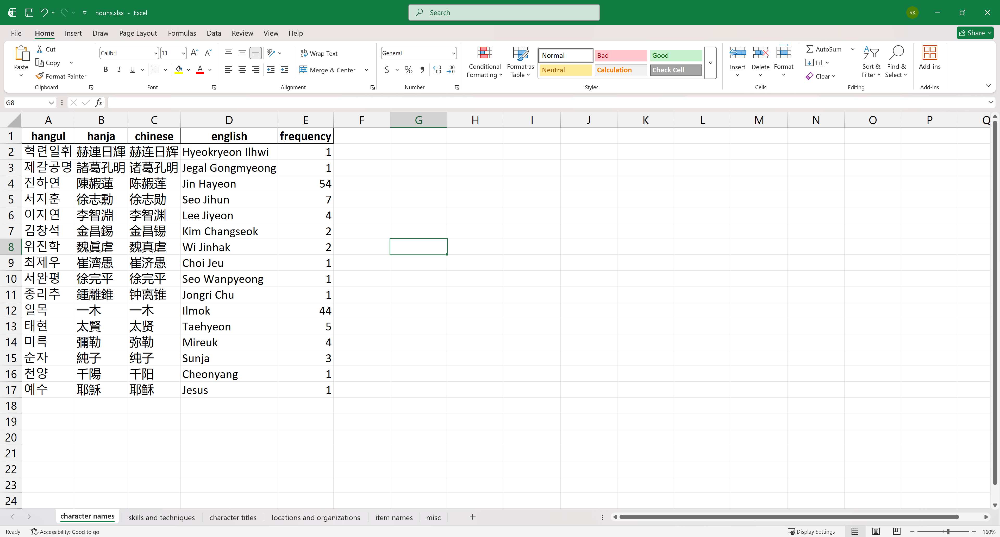 nouns.xlsx - Excel
Search
RK
File Home Insert Draw Page Layout Formulas Data Review View Help
Share
Paste
Cut
Copy
Format Painter
Clipboard
Calibri 11
B I U
Font
ab Wrap Text
Merge & Center
Alignment
General
$ % 9
Number
Conditional Formatting
Format as Table
Normal Bad Good
Neutral Calculation Check Cell
Styles
Insert Delete Format
Cells
AutoSum
Fill
Clear
Sort & Filter
Find & Select
Editing
Add-ins
Add-ins
G8
fx
A B C D E F G H I J K L M N O P Q
1 hangul hanja chinese english frequency
2 혁련일휘 赫連日輝 赫连日辉 Hyeokryeon Ilhwi 1
3 제갈공명 諸葛孔明 诸葛孔明 Jegal Gongmyeong 1
4 진하연 陳赮蓮 陈赮莲 Jin Hayeon 54
5 서지훈 徐志勳 徐志勋 Seo Jihun 7
6 이지연 李智淵 李智渊 Lee Jiyeon 4
7 김창석 金昌錫 金昌锡 Kim Changseok 2
8 위진학 魏眞虐 魏真虐 Wi Jinhak 2
9 최제우 崔濟愚 崔济愚 Choi Jeu 1
10 서완평 徐完平 徐完平 Seo Wanpyeong 1
11 종리추 鍾離錐 钟离锥 Jongri Chu 1
12 일목 一木 一木 Ilmok 44
13 태현 太賢 太贤 Taehyeon 5
14 미륵 彌勒 弥勒 Mireuk 4
15 순자 純子 纯子 Sunja 3
16 천양 千陽 千阳 Cheonyang 1
17 예수 耶穌 耶稣 Jesus 1
18
19
20
21
22
23
24
character names skills and techniques character titles locations and organizations item names misc +
Ready Accessibility: Good to go Display Settings 160%